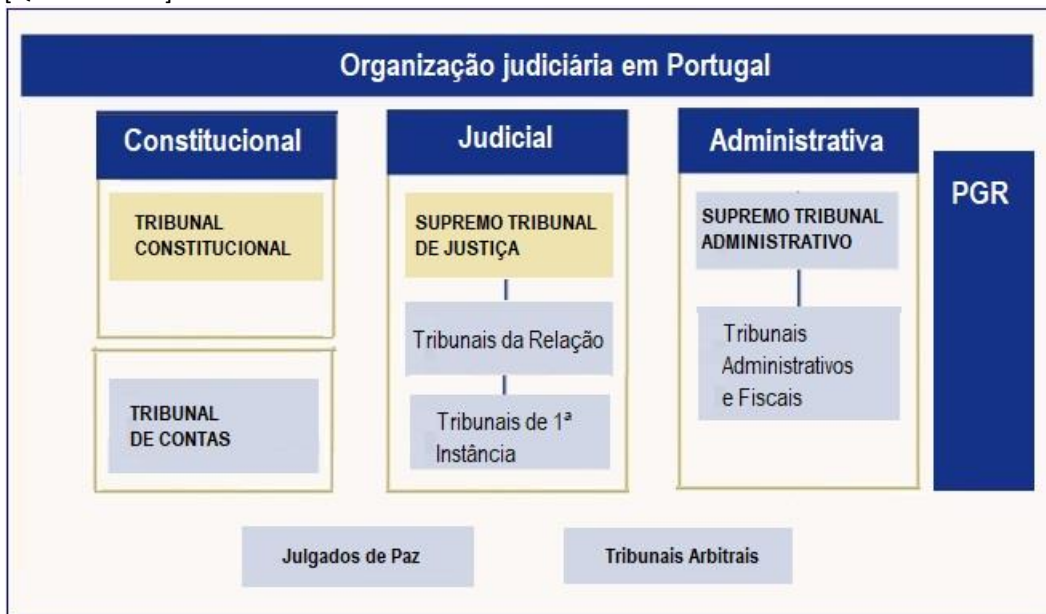 Organização judiciária em Portugal
Constitucional
TRIBUNAL
CONSTITUCIONAL
TRIBUNAL
DE CONTAS
Judicial
SUPREMO TRIBUNAL
DE JUSTIÇA
Tribunais da Relação
Tribunais de 1ª
Instância
Administrativa
SUPREMO TRIBUNAL
ADMINISTRATIVO
Tribunais
Administrativos
e Fiscais
PGR
Julgados de Paz
Tribunais Arbitrais